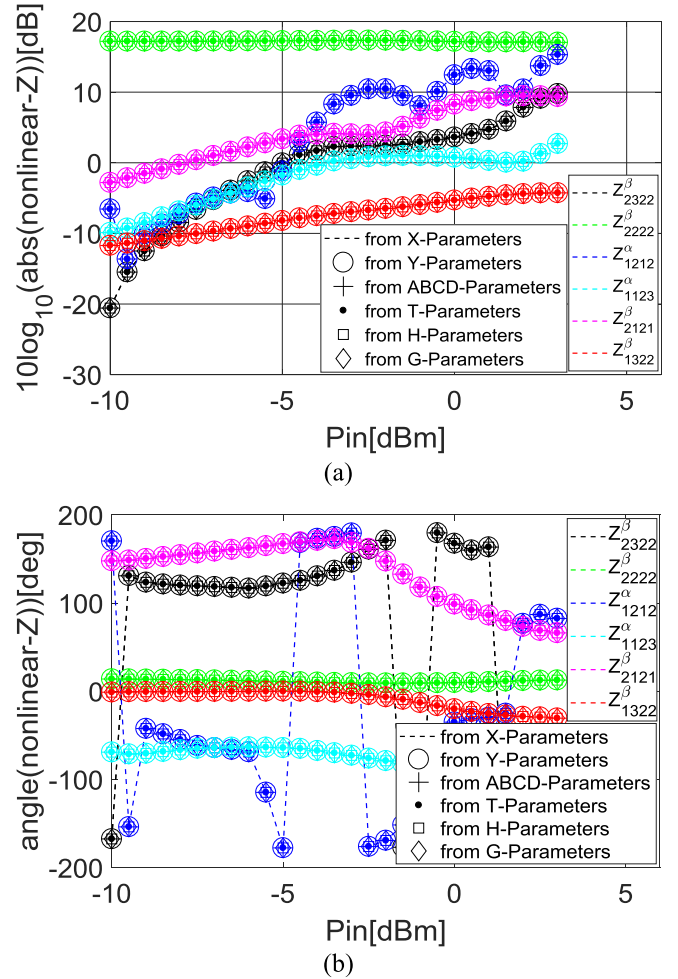 (nonlinear-Z))[dB]
10log₁₀(abs(nonlinear-Z))[dB]
20
10
0
-10
-20
-30
-10
-5
0
5
Pin[dBm]
from X-Parameters
from Y-Parameters
from ABCD-Parameters
from T-Parameters
from H-Parameters
from G-Parameters
Z^β_2322
Z^β_2222
Z^α_1212
Z^α_1123
Z^β_2121
Z^β_1322
(a)
angle(nonlinear-Z))[deg]
200
100
0
-100
-200
-10
-5
0
5
Pin[dBm]
Z^β_2322
Z^β_2222
Z^α_1212
Z^α_1123
Z^β_2121
Z^β_1322
from X-Parameters
from Y-Parameters
from ABCD-Parameters
from T-Parameters
from H-Parameters
from G-Parameters
(b)